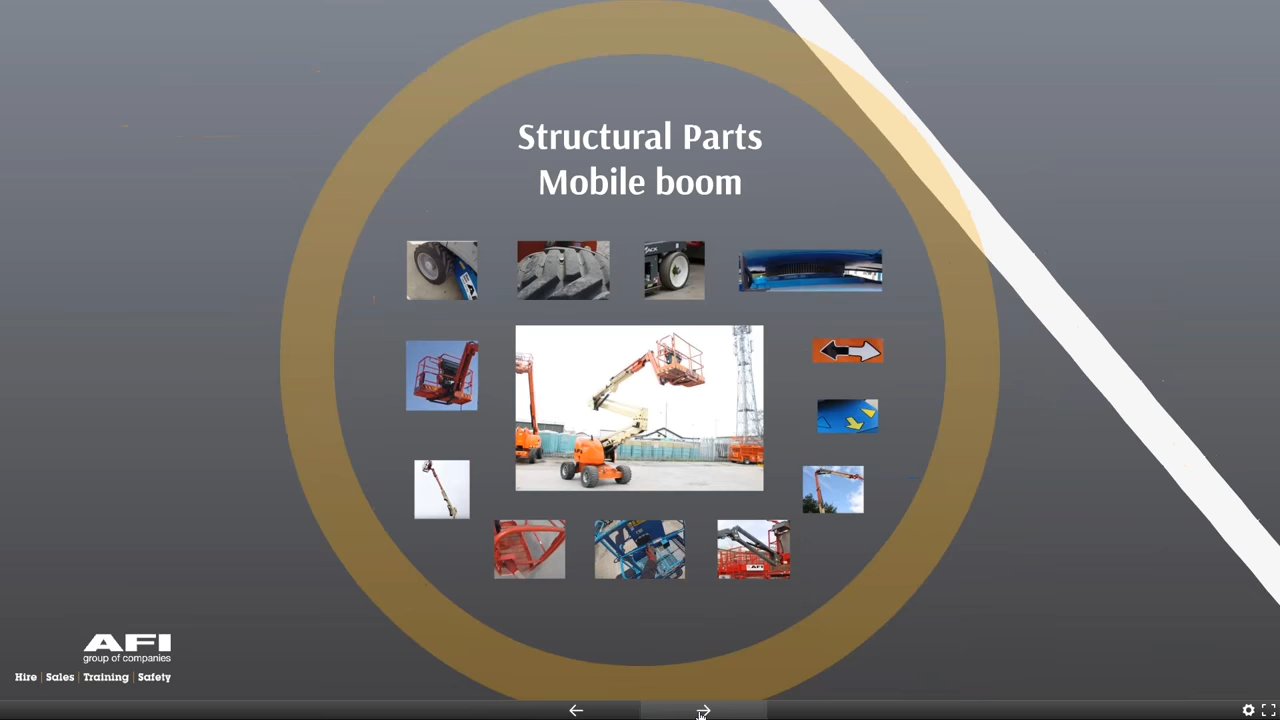 Structural Parts
Mobile boom
AFI
group of companies
Hire | Sales | Training | Safety